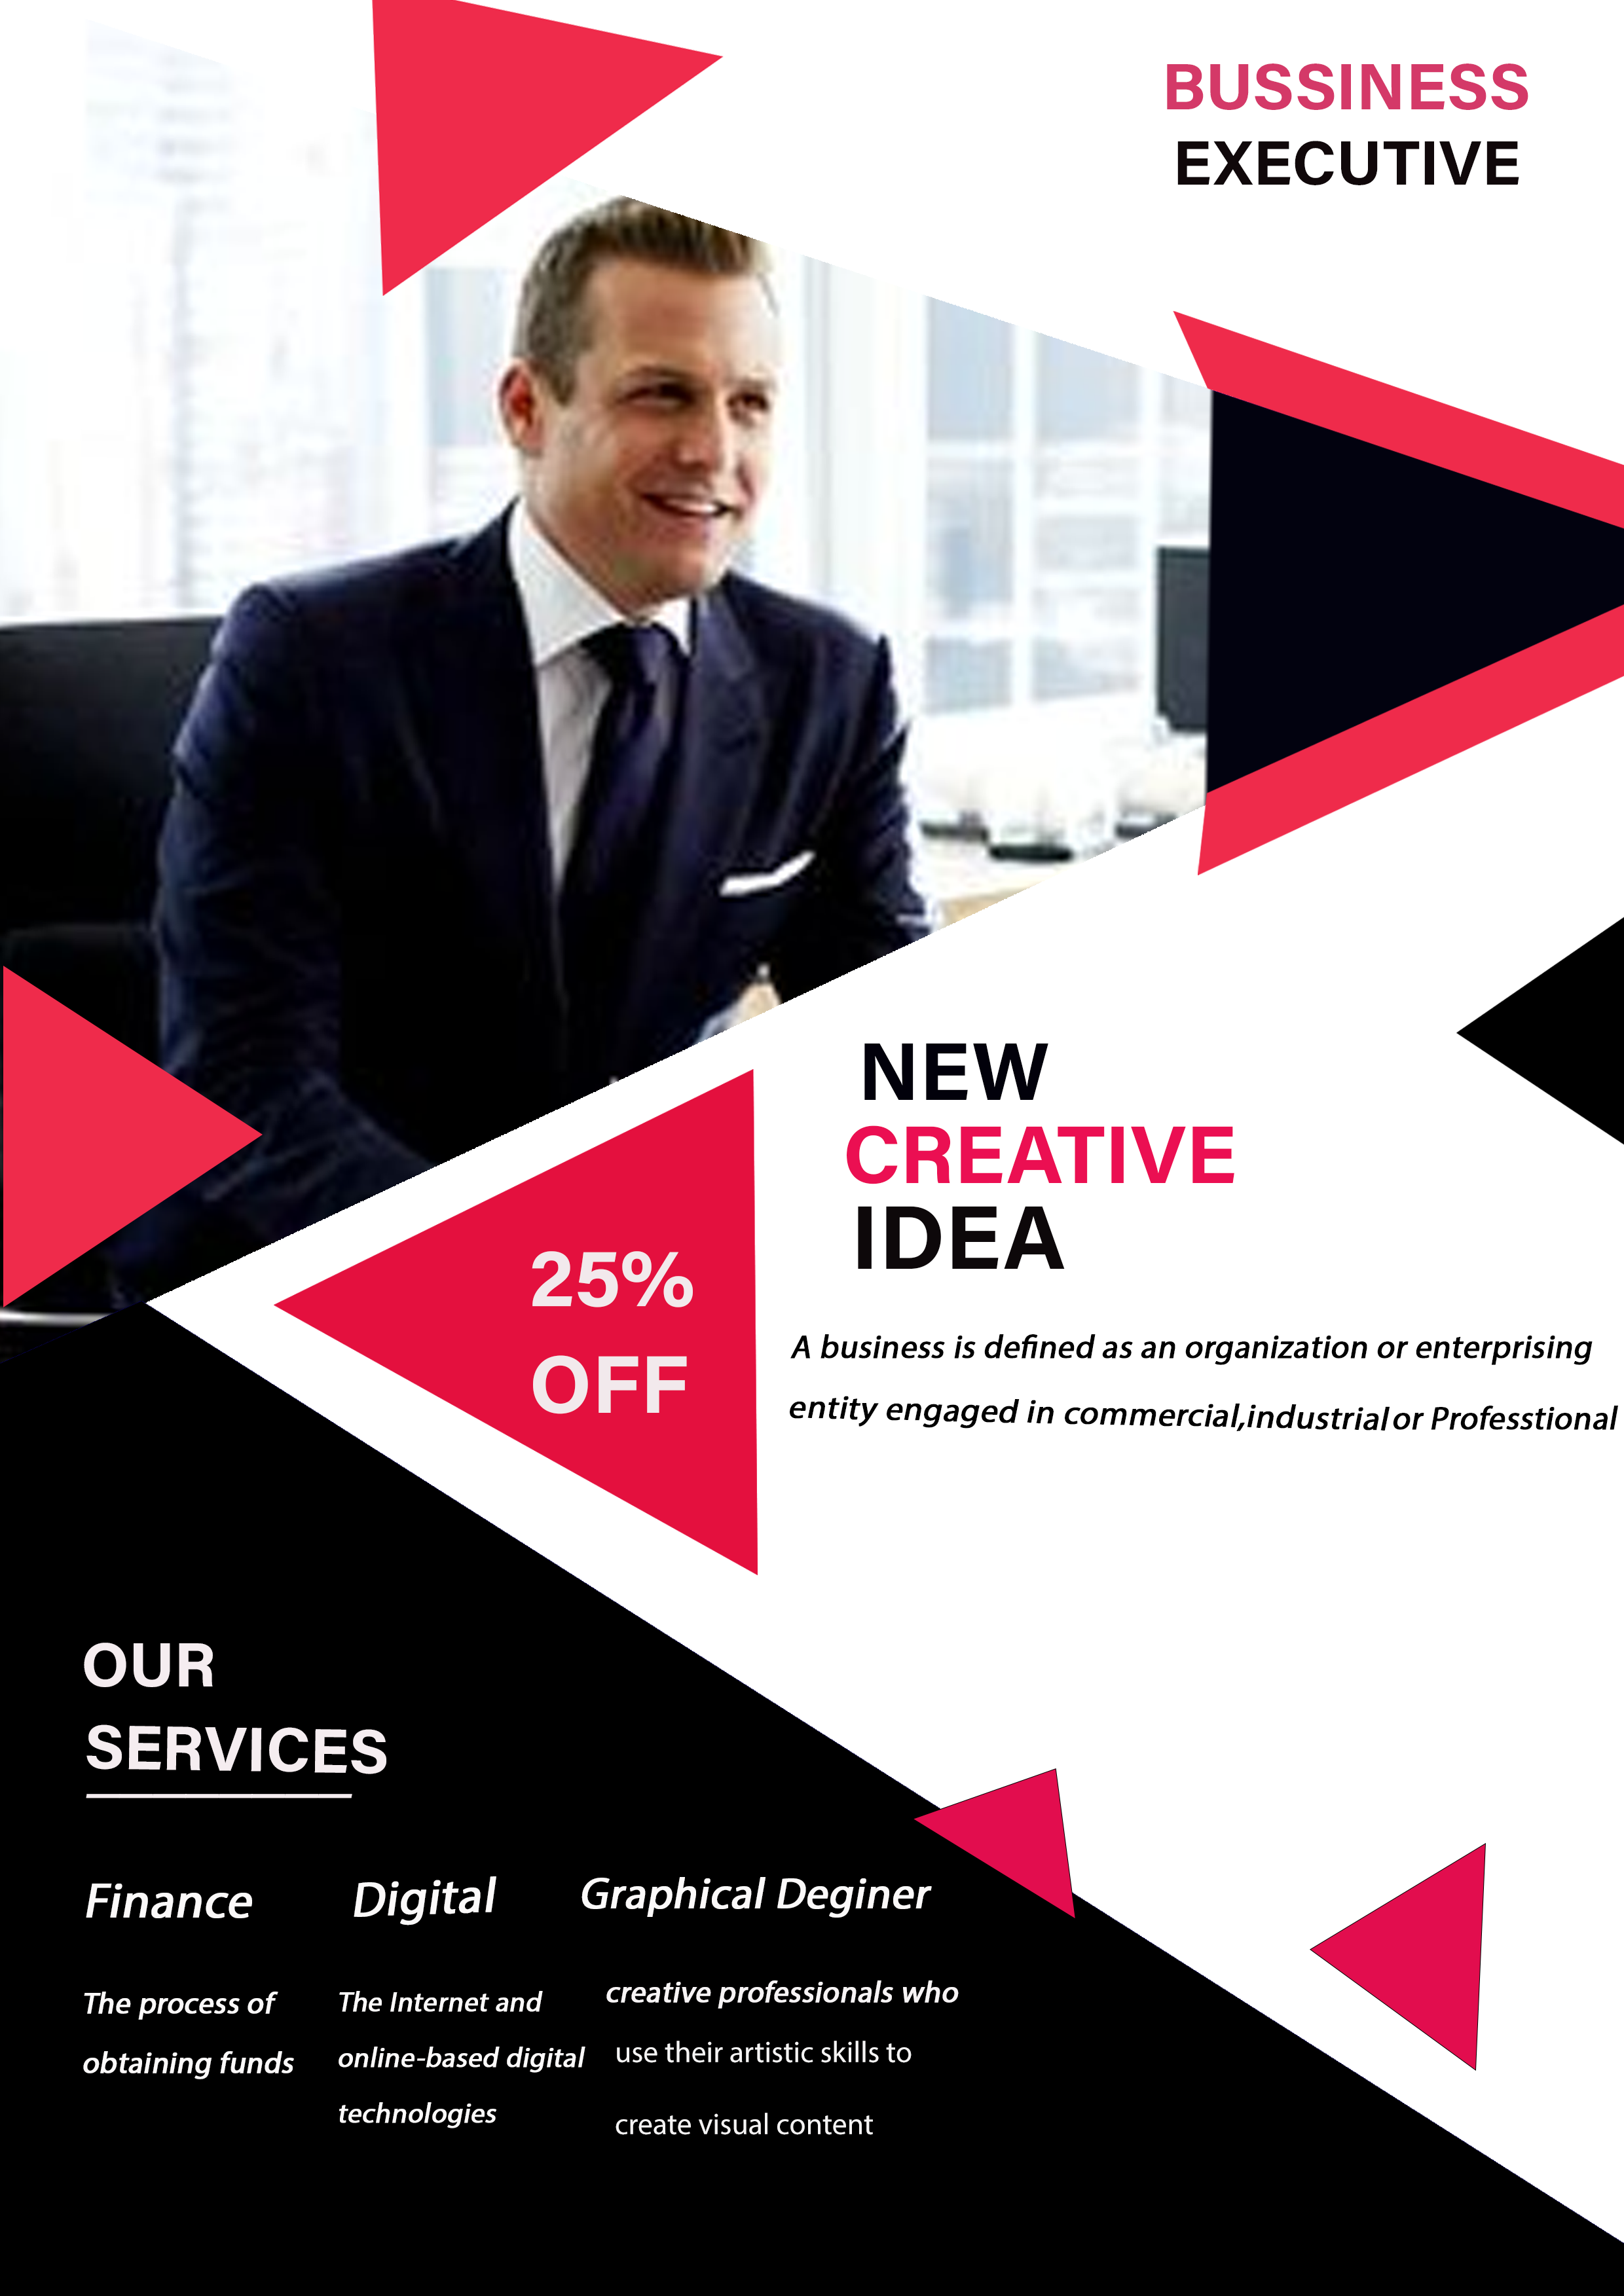 BUSSINESS
EXECUTIVE
NEW
CREATIVE
IDEA
25%
OFF
A business is defined as an organization or enterprising
entity engaged in commercial,industrial or Professtional
OUR
SERVICES
Finance
The process of
obtaining funds
Digital
The Internet and
online-based digital
technologies
Graphical Deginer
creative professionals who
use their artistic skills to
create visual content